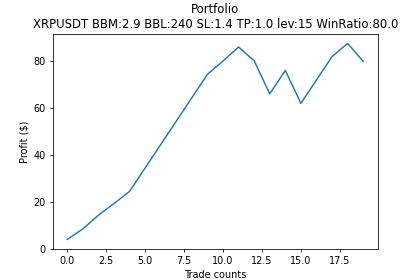 Portfolio
XRPUSDT BBM:2.9 BBL:240 SL:1.4 TP:1.0 lev:15 WinRatio:80.0
80
60
40
20
0
Profit ($)
0.0 2.5 5.0 7.5 10.0 12.5 15.0 17.5
Trade counts